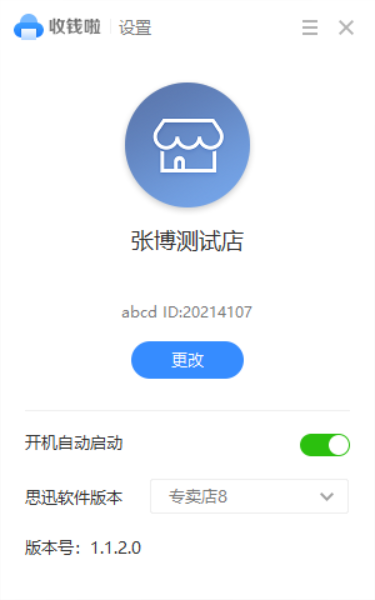 收钱啦 设置
张博测试店
abcd ID:20214107
更改
开机自动启动
思迅软件版本 专卖店8
版本号：1.1.2.0